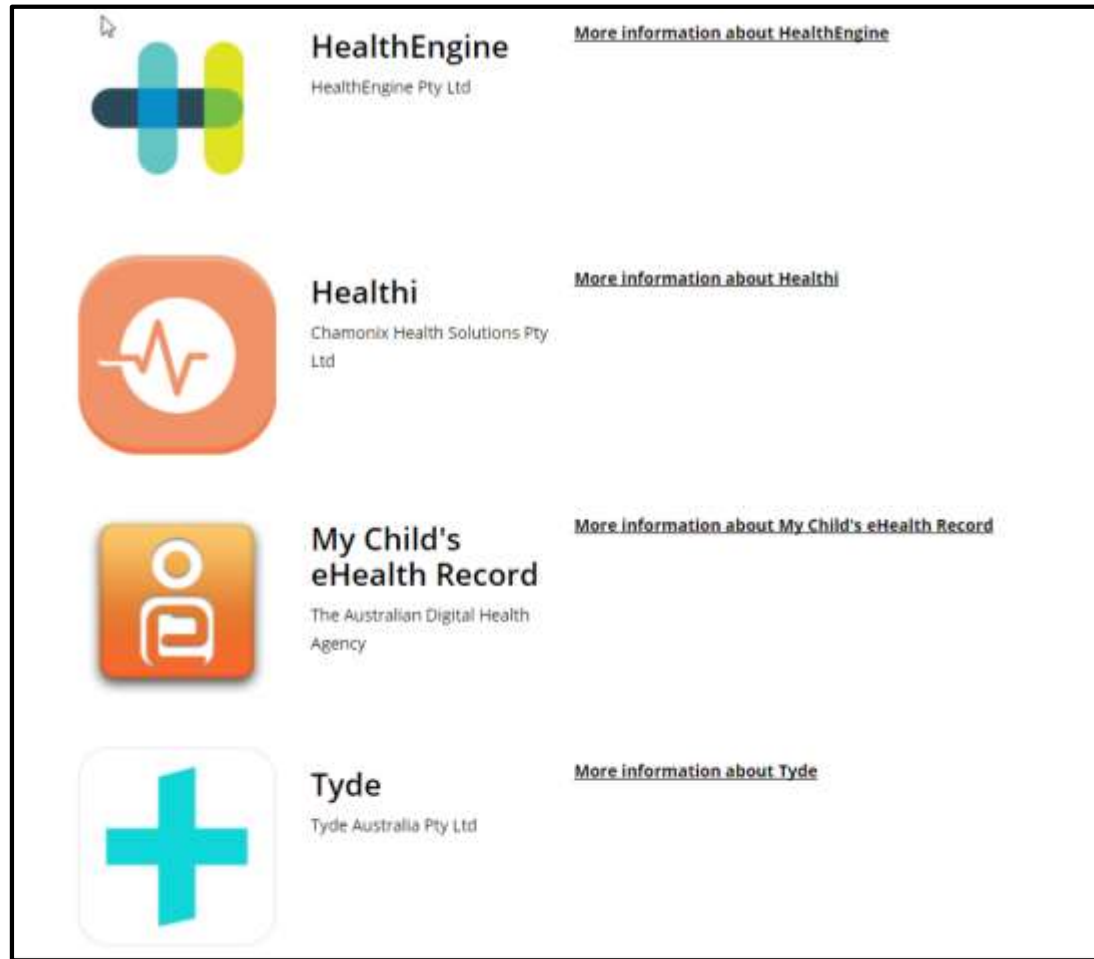 HealthEngine
HealthEngine Pty Ltd
More information about HealthEngine
Healthi
Chamonix Health Solutions Pty
Ltd
More information about Healthi
My Child's
eHealth Record
The Australian Digital Health
Agency
More information about My Child's eHealth Record
Tyde
Tyde Australia Pty Ltd
More information about Tyde